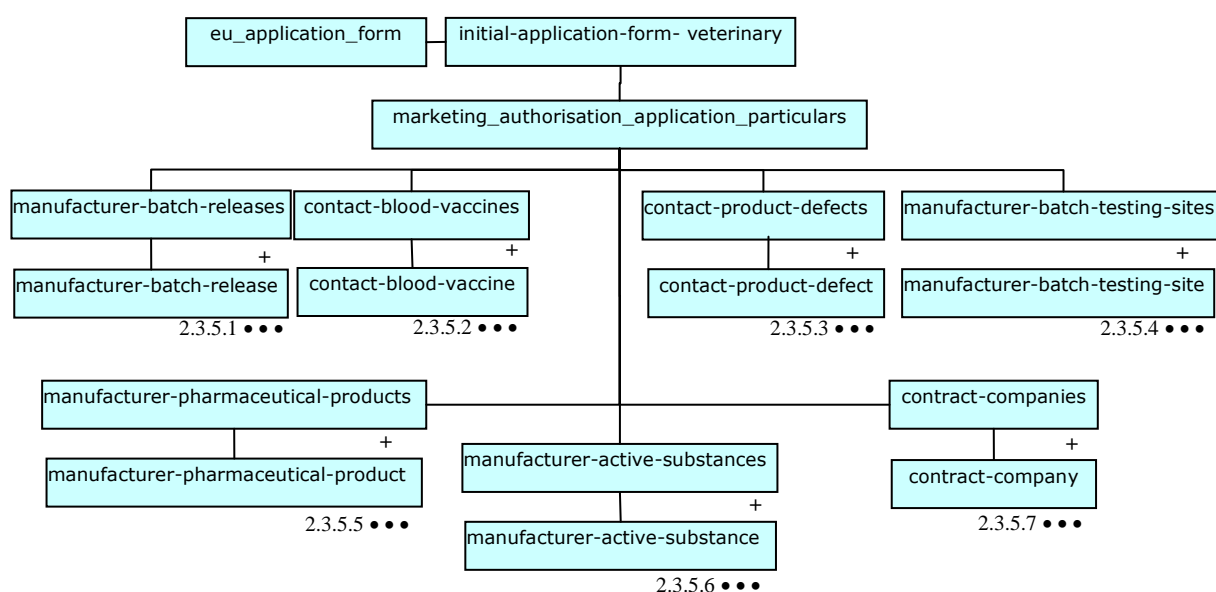 eu_application_form
initial-application-form- veterinary
marketing_authorisation_application_particulars
manufacturer-batch-releases
contact-blood-vaccines
contact-product-defects
manufacturer-batch-testing-sites
+
+
+
+
manufacturer-batch-release
contact-blood-vaccine
contact-product-defect
manufacturer-batch-testing-site
2.3.5.1 ● ● ●
2.3.5.2 ● ● ●
2.3.5.3 ● ● ●
2.3.5.4 ● ● ●
manufacturer-pharmaceutical-products
contract-companies
+
+
manufacturer-active-substances
manufacturer-pharmaceutical-product
contract-company
+
2.3.5.5 ● ● ●
2.3.5.7 ● ● ●
manufacturer-active-substance
2.3.5.6 ● ● ●